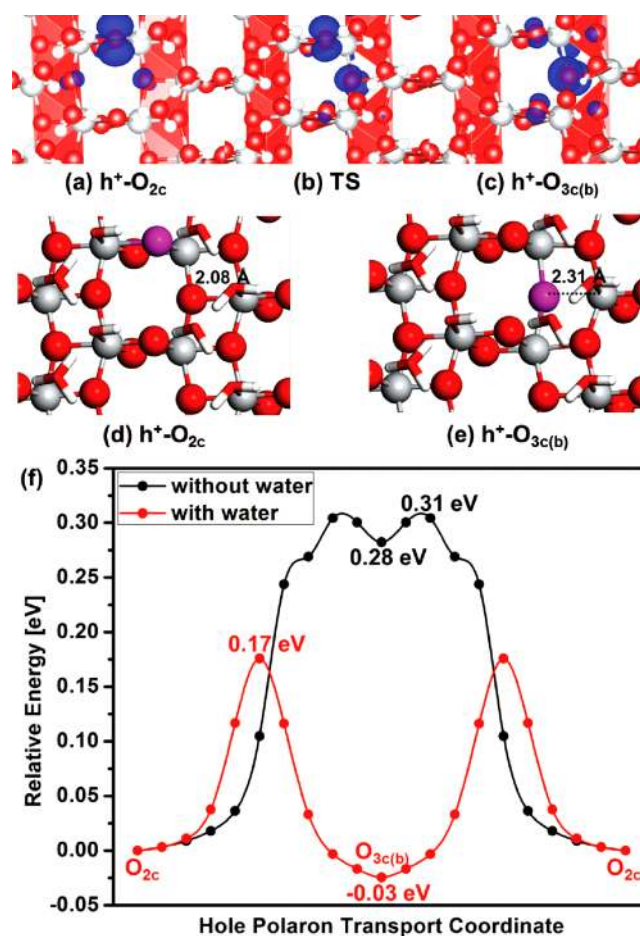 (a) h⁺-O₂c (b) TS (c) h⁺-O₃c(b)
2.08 A
2.31 A
(d) h⁺-O₂c (e) h⁺-O₃c(b)
(f)
without water
with water
0.35
0.30
0.25
0.20
0.15
0.10
0.05
0.00
-0.05
Relative Energy [eV]
0.31 eV
0.28 eV
0.17 eV
O₂c
O₃c(b)
-0.03 eV
O₂c
Hole Polaron Transport Coordinate